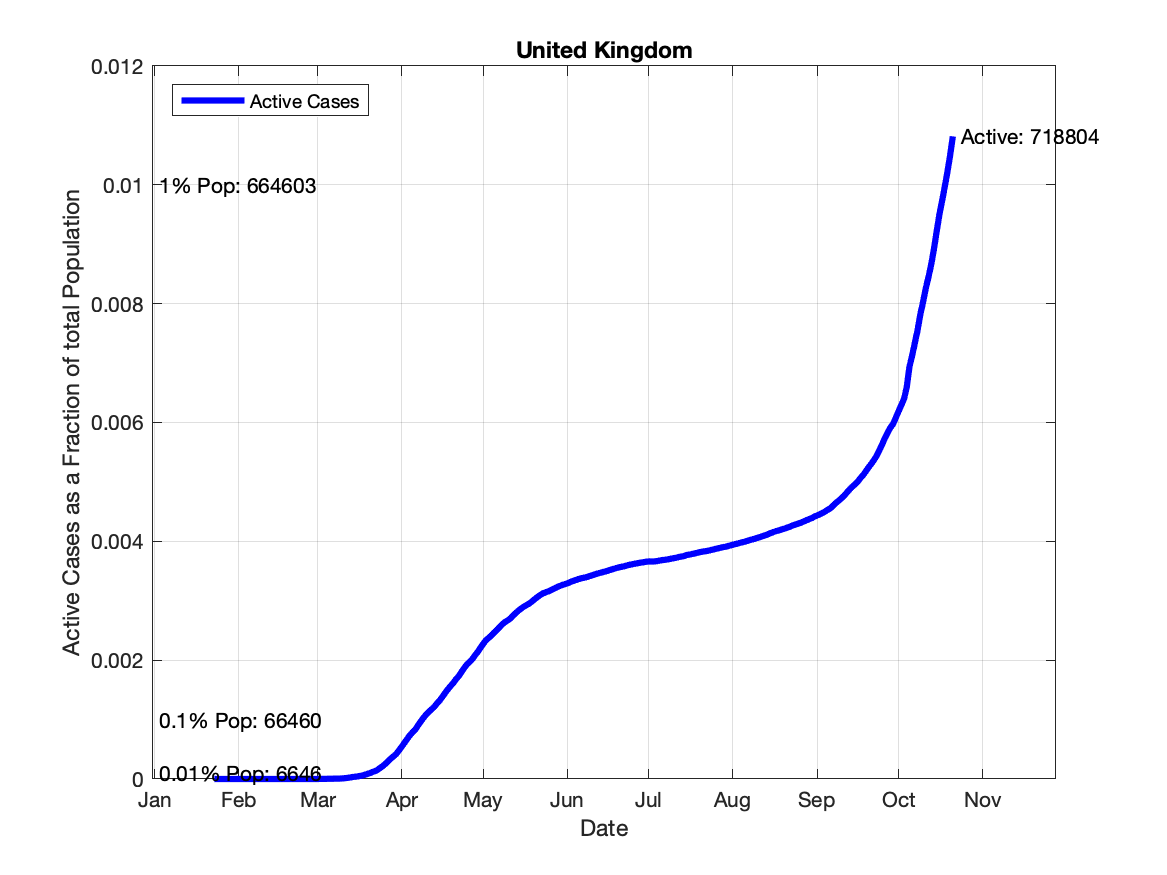 United Kingdom
0.012
Active Cases
Active: 718804
0.01
1% Pop: 664603
0.008
0.006
0.004
0.002
0.1% Pop: 66460
0.01% Pop: 6646
0
Active Cases as a Fraction of total Population
Jan Feb Mar Apr May Jun Jul Aug Sep Oct Nov
Date